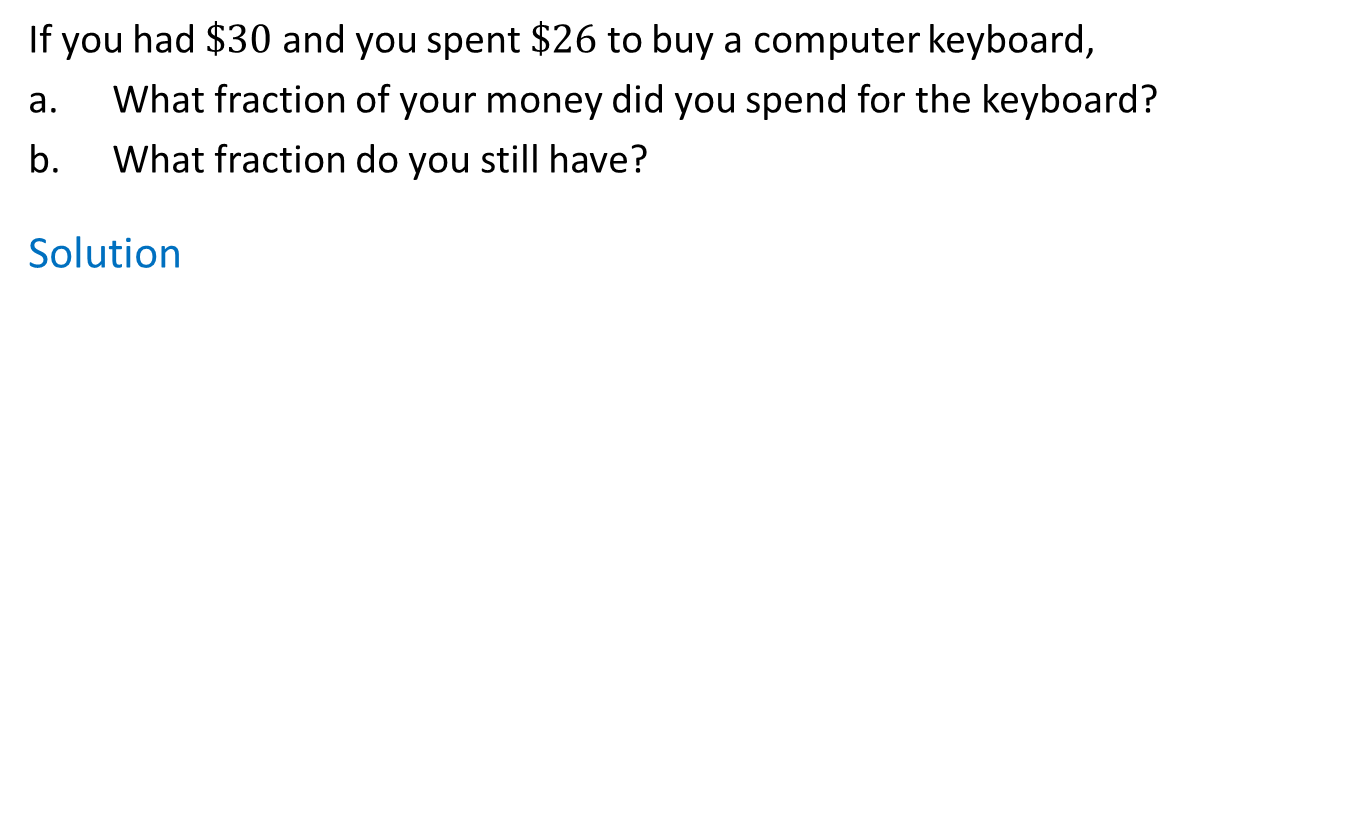 If you had $30 and you spent $26 to buy a computer keyboard,
a. What fraction of your money did you spend for the keyboard?
b. What fraction do you still have?
Solution